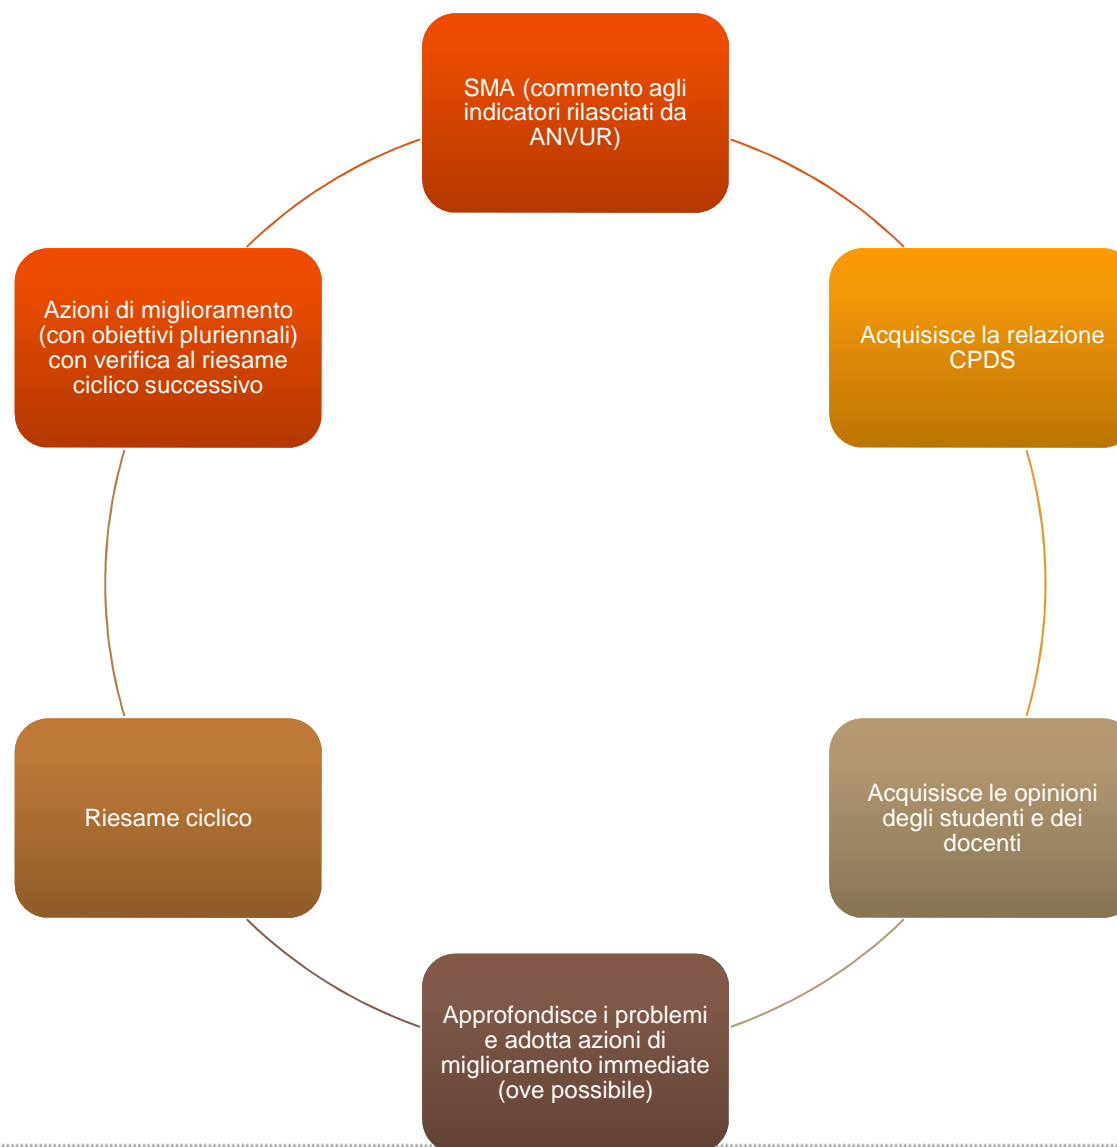 SMA (commento agli
indicatori rilasciati da
ANVUR)
Acquisisce la relazione
CPDS
Acquisisce le opinioni
degli studenti e dei
docenti
Approfondisce i problemi
e adotta azioni di
miglioramento immediate
(ove possibile)
Riesame ciclico
Azioni di miglioramento
(con obiettivi pluriennali)
con verifica al riesame
ciclico successivo